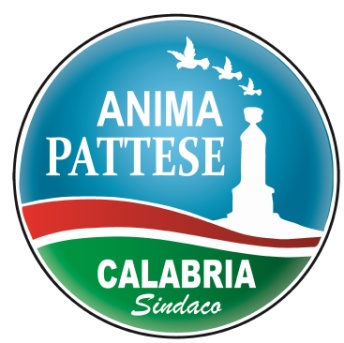 ANIMA
PATTESE
CALABRIA
Sindaco